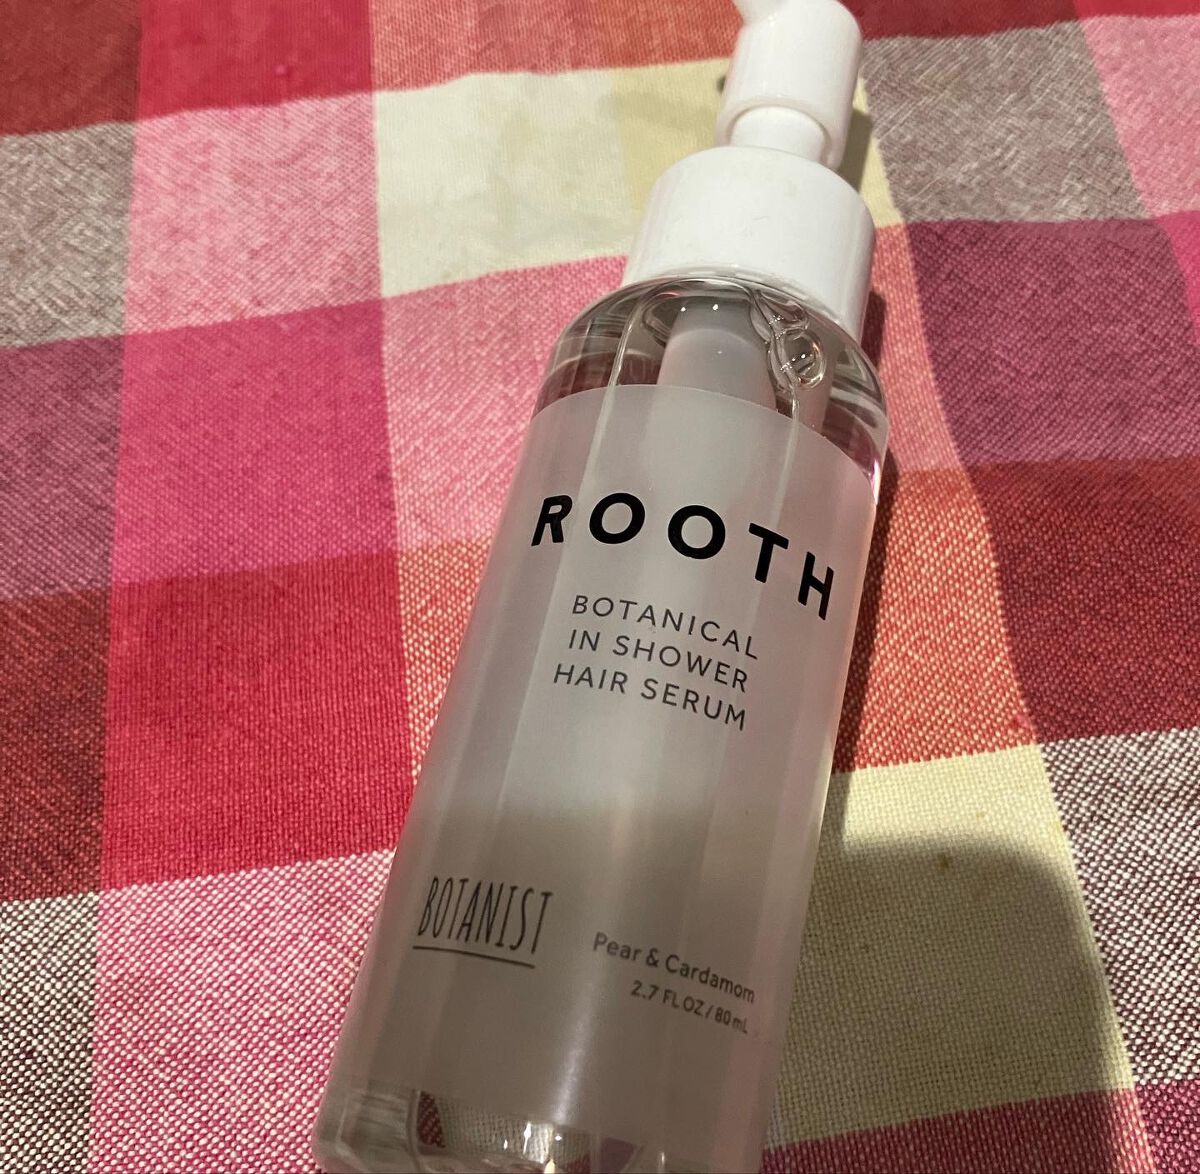 ROOTH
BOTANICAL
IN SHOWER
HAIR SERUM
BOTANIST
Pear & Cardamom
2.7 FL OZ / 80 mL